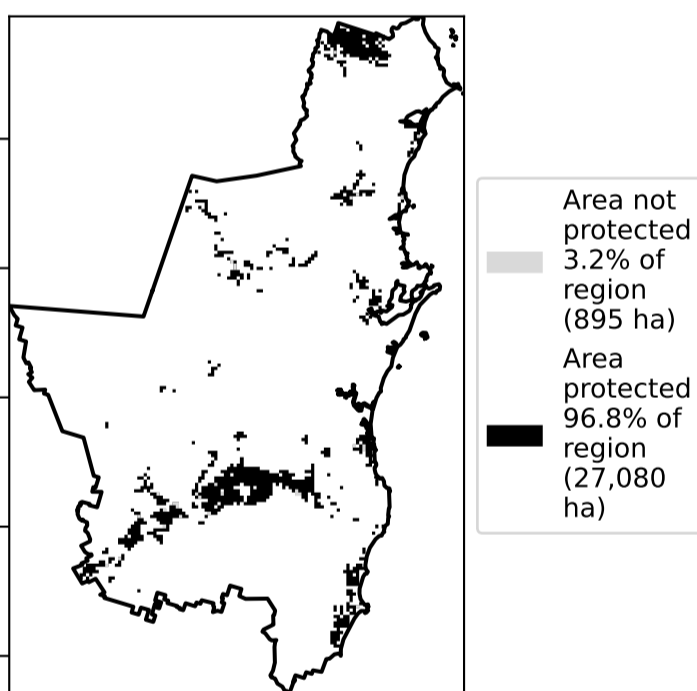 Area not
protected
3.2% of
region
(895 ha)
Area
protected
96.8% of
region
(27,080
ha)